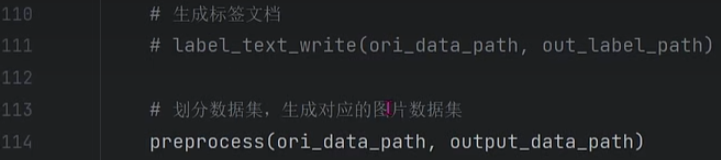 110 # 生成标签文档
111 # label_text_write(ori_data_path, out_label_path)
112
113 # 划分数据集，生成对应的图片数据集
114 preprocess(ori_data_path, output_data_path)